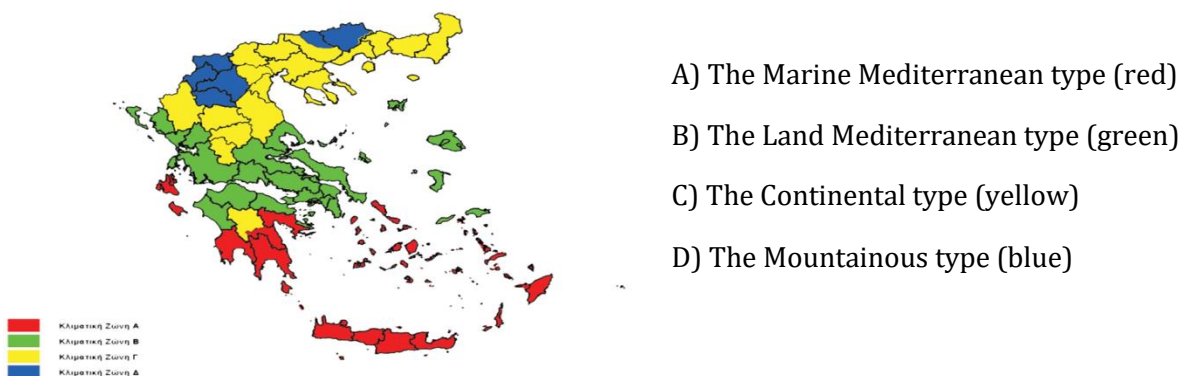 A) The Marine Mediterranean type (red)
B) The Land Mediterranean type (green)
C) The Continental type (yellow)
D) The Mountainous type (blue)
Κλιματική Ζώνη Α
Κλιματική Ζώνη Β
Κλιματική Ζώνη Γ
Κλιματική Ζώνη Δ